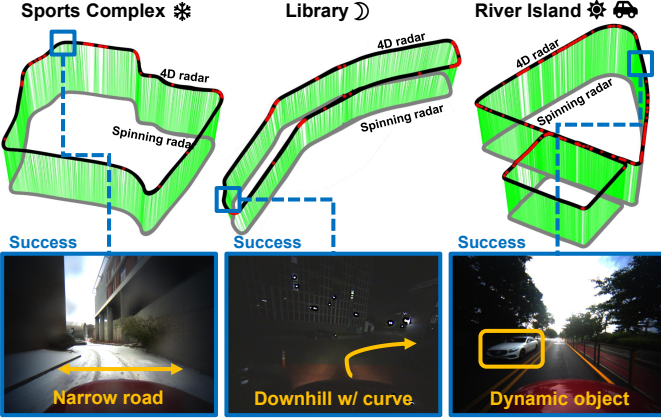 Sports Complex
Library
River Island
4D radar
Spinning radar
4D radar
Spinning radar
4D radar
Spinning radar
Success
Success
Success
Narrow road
Downhill w/ curve
Dynamic object